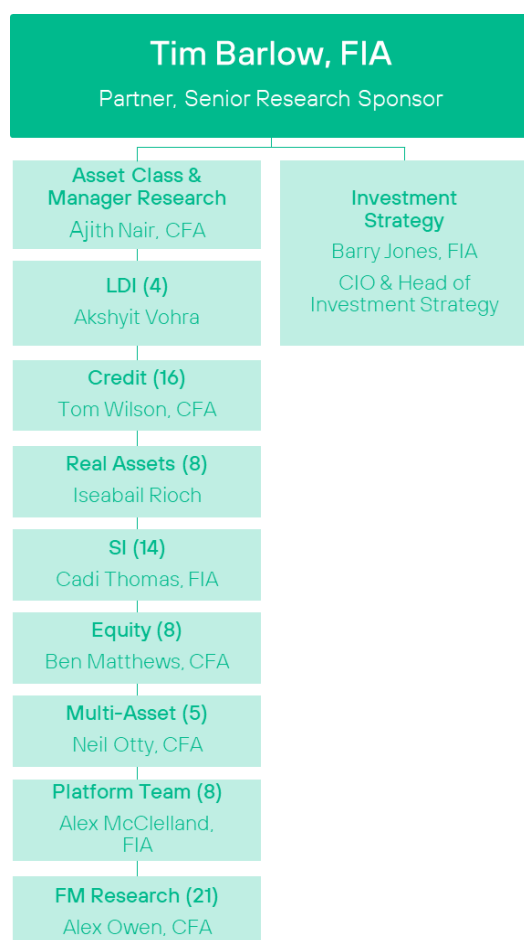 Tim Barlow, FIA
Partner, Senior Research Sponsor
Asset Class &
Manager Research
Ajith Nair, CFA
LDI (4)
Akshyit Vohra
Credit (16)
Tom Wilson, CFA
Real Assets (8)
Iseabail Rioch
SI (14)
Cadi Thomas, FIA
Equity (8)
Ben Matthews, CFA
Multi-Asset (5)
Neil Otty, CFA
Platform Team (8)
Alex McClelland,
FIA
FM Research (21)
Alex Owen, CFA
Investment
Strategy
Barry Jones, FIA
CIO & Head of
Investment Strategy